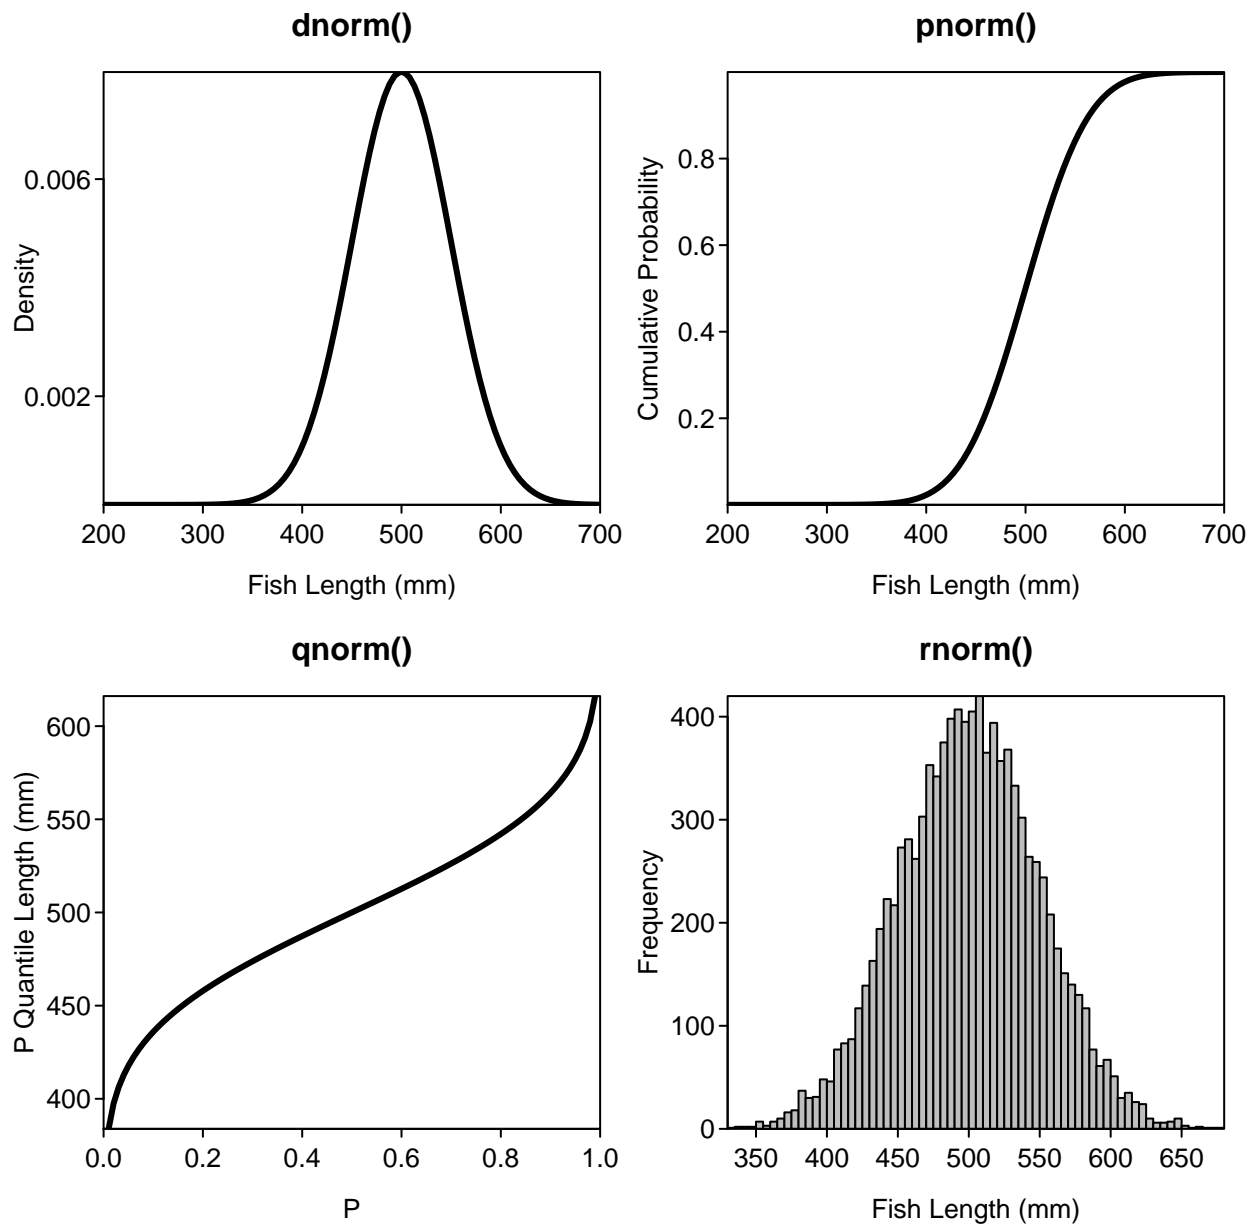 dnorm()
0.006
0.002
Density
200 300 400 500 600 700
Fish Length (mm)
pnorm()
0.8
0.6
0.4
0.2
Cumulative Probability
200 300 400 500 600 700
Fish Length (mm)
qnorm()
600
550
500
450
400
P Quantile Length (mm)
0.0 0.2 0.4 0.6 0.8 1.0
P
rnorm()
400
300
200
100
0
Frequency
350 400 450 500 550 600 650
Fish Length (mm)